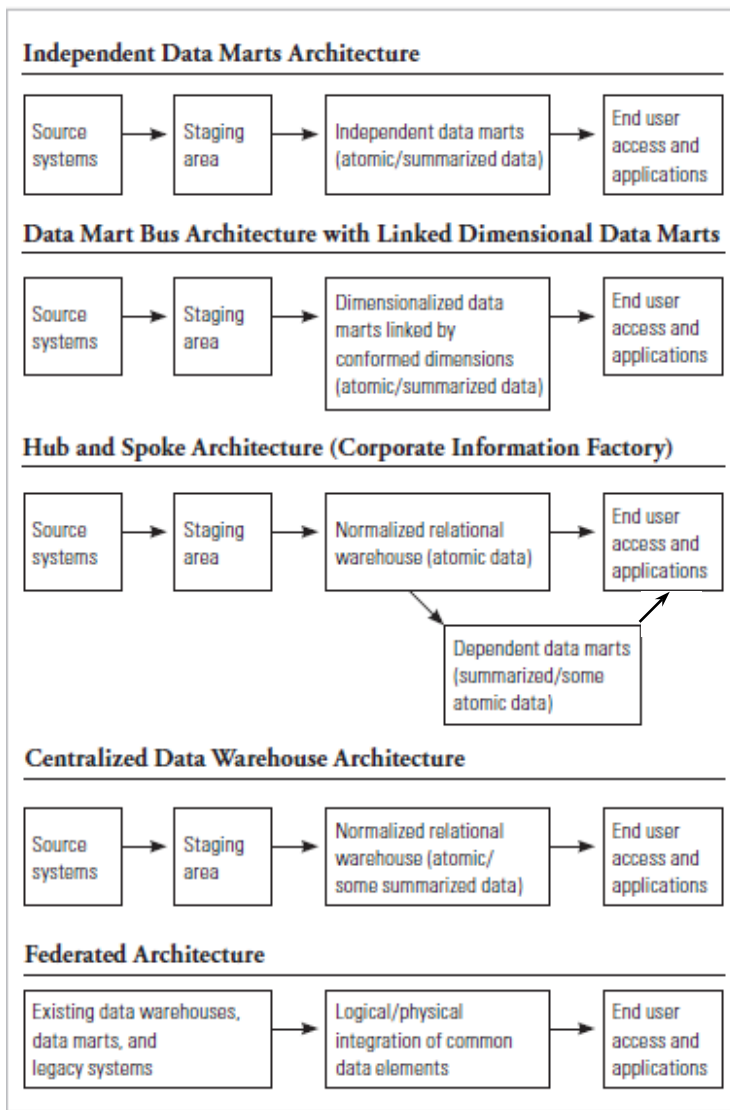 Independent Data Marts Architecture
Source
systems
Staging
area
Independent data marts
(atomic/summarized data)
End user
access and
applications
Data Mart Bus Architecture with Linked Dimensional Data Marts
Source
systems
Staging
area
Dimensionalized data
marts linked by
conformed dimensions
(atomic/summarized data)
End user
access and
applications
Hub and Spoke Architecture (Corporate Information Factory)
Source
systems
Staging
area
Normalized relational
warehouse (atomic data)
End user
access and
applications
Dependent data marts
(summarized/some
atomic data)
Centralized Data Warehouse Architecture
Source
systems
Staging
area
Normalized relational
warehouse (atomic/
some summarized data)
End user
access and
applications
Federated Architecture
Existing data warehouses,
data marts, and
legacy systems
Logical/physical
integration of common
data elements
End user
access and
applications